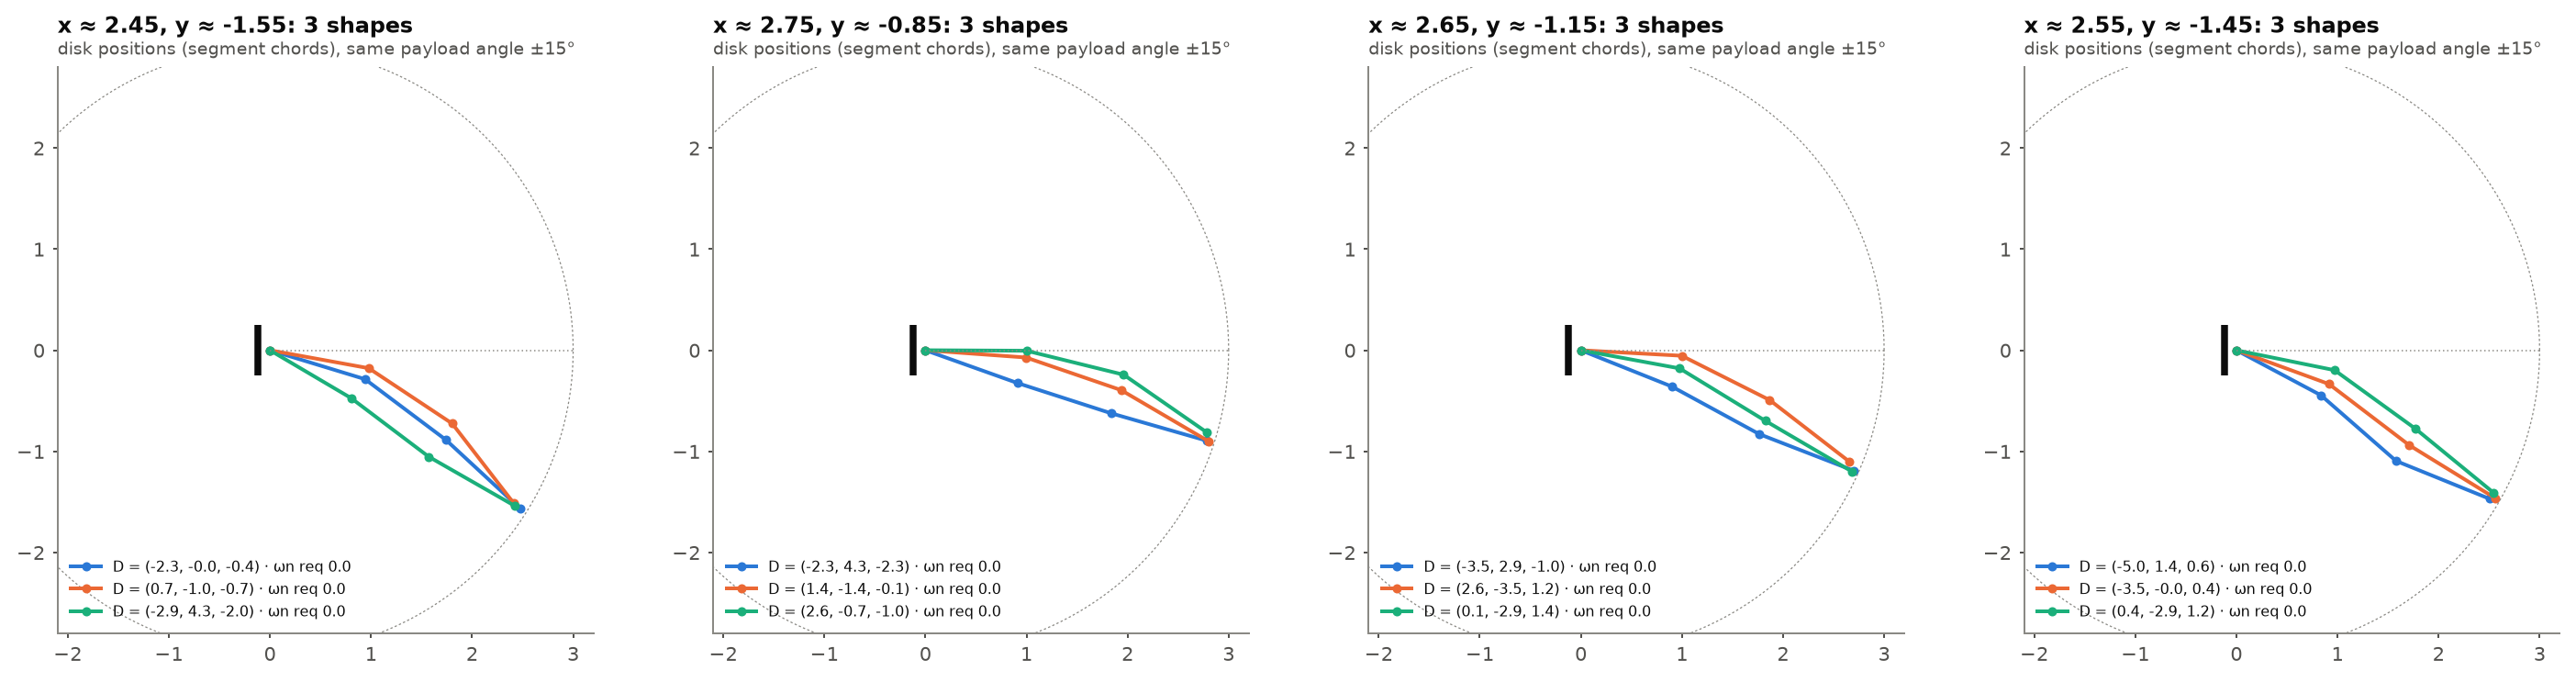 x ≈ 2.45, y ≈ -1.55: 3 shapes
disk positions (segment chords), same payload angle ±15°
2
1
0
−1
−2
D = (-2.3, -0.0, -0.4) · ωn req 0.0
D = (0.7, -1.0, -0.7) · ωn req 0.0
D = (-2.9, 4.3, -2.0) · ωn req 0.0
−2 −1 0 1 2 3
x ≈ 2.75, y ≈ -0.85: 3 shapes
disk positions (segment chords), same payload angle ±15°
2
1
0
−1
−2
D = (-2.3, 4.3, -2.3) · ωn req 0.0
D = (1.4, -1.4, -0.1) · ωn req 0.0
D = (2.6, -0.7, -1.0) · ωn req 0.0
−2 −1 0 1 2 3
x ≈ 2.65, y ≈ -1.15: 3 shapes
disk positions (segment chords), same payload angle ±15°
2
1
0
−1
−2
D = (-3.5, 2.9, -1.0) · ωn req 0.0
D = (2.6, -3.5, 1.2) · ωn req 0.0
D = (0.1, -2.9, 1.4) · ωn req 0.0
−2 −1 0 1 2 3
x ≈ 2.55, y ≈ -1.45: 3 shapes
disk positions (segment chords), same payload angle ±15°
2
1
0
−1
−2
D = (-5.0, 1.4, 0.6) · ωn req 0.0
D = (-3.5, -0.0, 0.4) · ωn req 0.0
D = (0.4, -2.9, 1.2) · ωn req 0.0
−2 −1 0 1 2 3